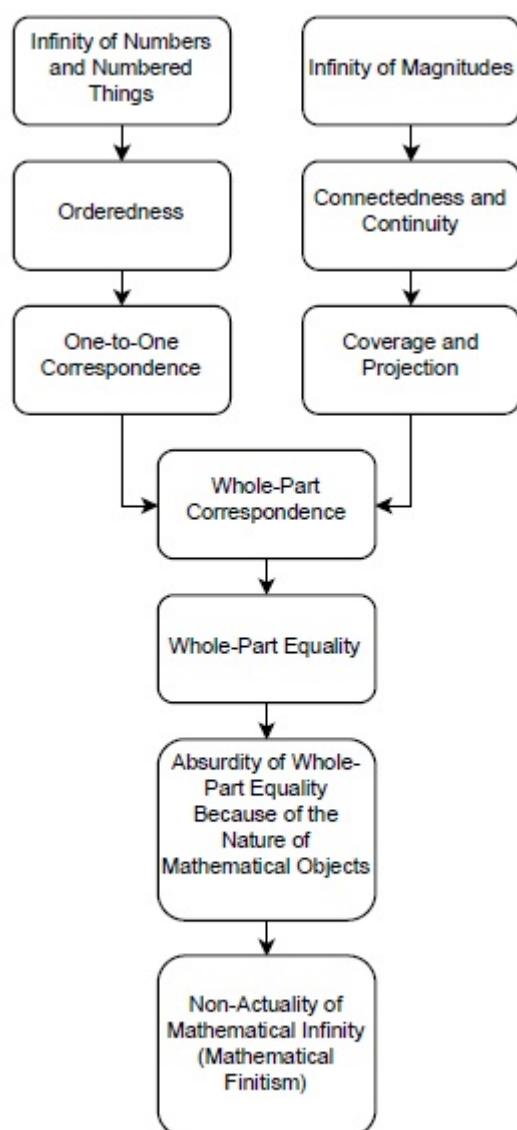 Infinity of Numbers
and Numbered
Things
Infinity of Magnitudes
Orderedness
Connectedness and
Continuity
One-to-One
Correspondence
Coverage and
Projection
Whole-Part
Correspondence
Whole-Part Equality
Absurdity of Whole-
Part Equality
Because of the
Nature of
Mathematical Objects
Non-Actuality of
Mathematical Infinity
(Mathematical
Finitism)